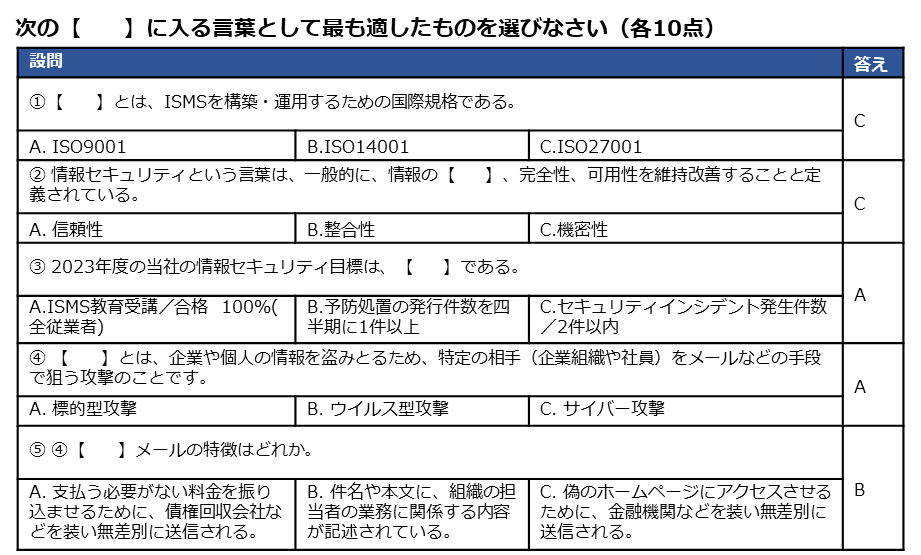 次の【　　】に入る言葉として最も適したものを選びなさい（各10点）
設問 答え
①【　　】とは、ISMSを構築・運用するための国際規格である。
C
A. ISO9001 B.ISO14001 C.ISO27001
② 情報セキュリティという言葉は、一般的に、情報の【　　】、完全性、可用性を維持改善することと定
義されている。
C
A. 信頼性 B.整合性 C.機密性
③ 2023年度の当社の情報セキュリティ目標は、【　　】である。
A
A.ISMS教育受講／合格　100%( B.予防処置の発行件数を四 C.セキュリティインシデント発生件数
全従業者) 半期に1件以上 ／2件以内
④ 【　　】とは、企業や個人の情報を盗みとるため、特定の相手（企業組織や社員）をメールなどの手段
で狙う攻撃のことです。
A
A. 標的型攻撃 B. ウイルス型攻撃 C. サイバー攻撃
⑤ ④【　　】メールの特徴はどれか。
B
A. 支払う必要がない料金を振り B. 件名や本文に、組織の担 C. 偽のホームページにアクセスさせる
込ませるために、債権回収会社な 当者の業務に関係する内容 ために、金融機関などを装い無差別に
どを装い無差別に送信される。 が記述されている。 送信される。